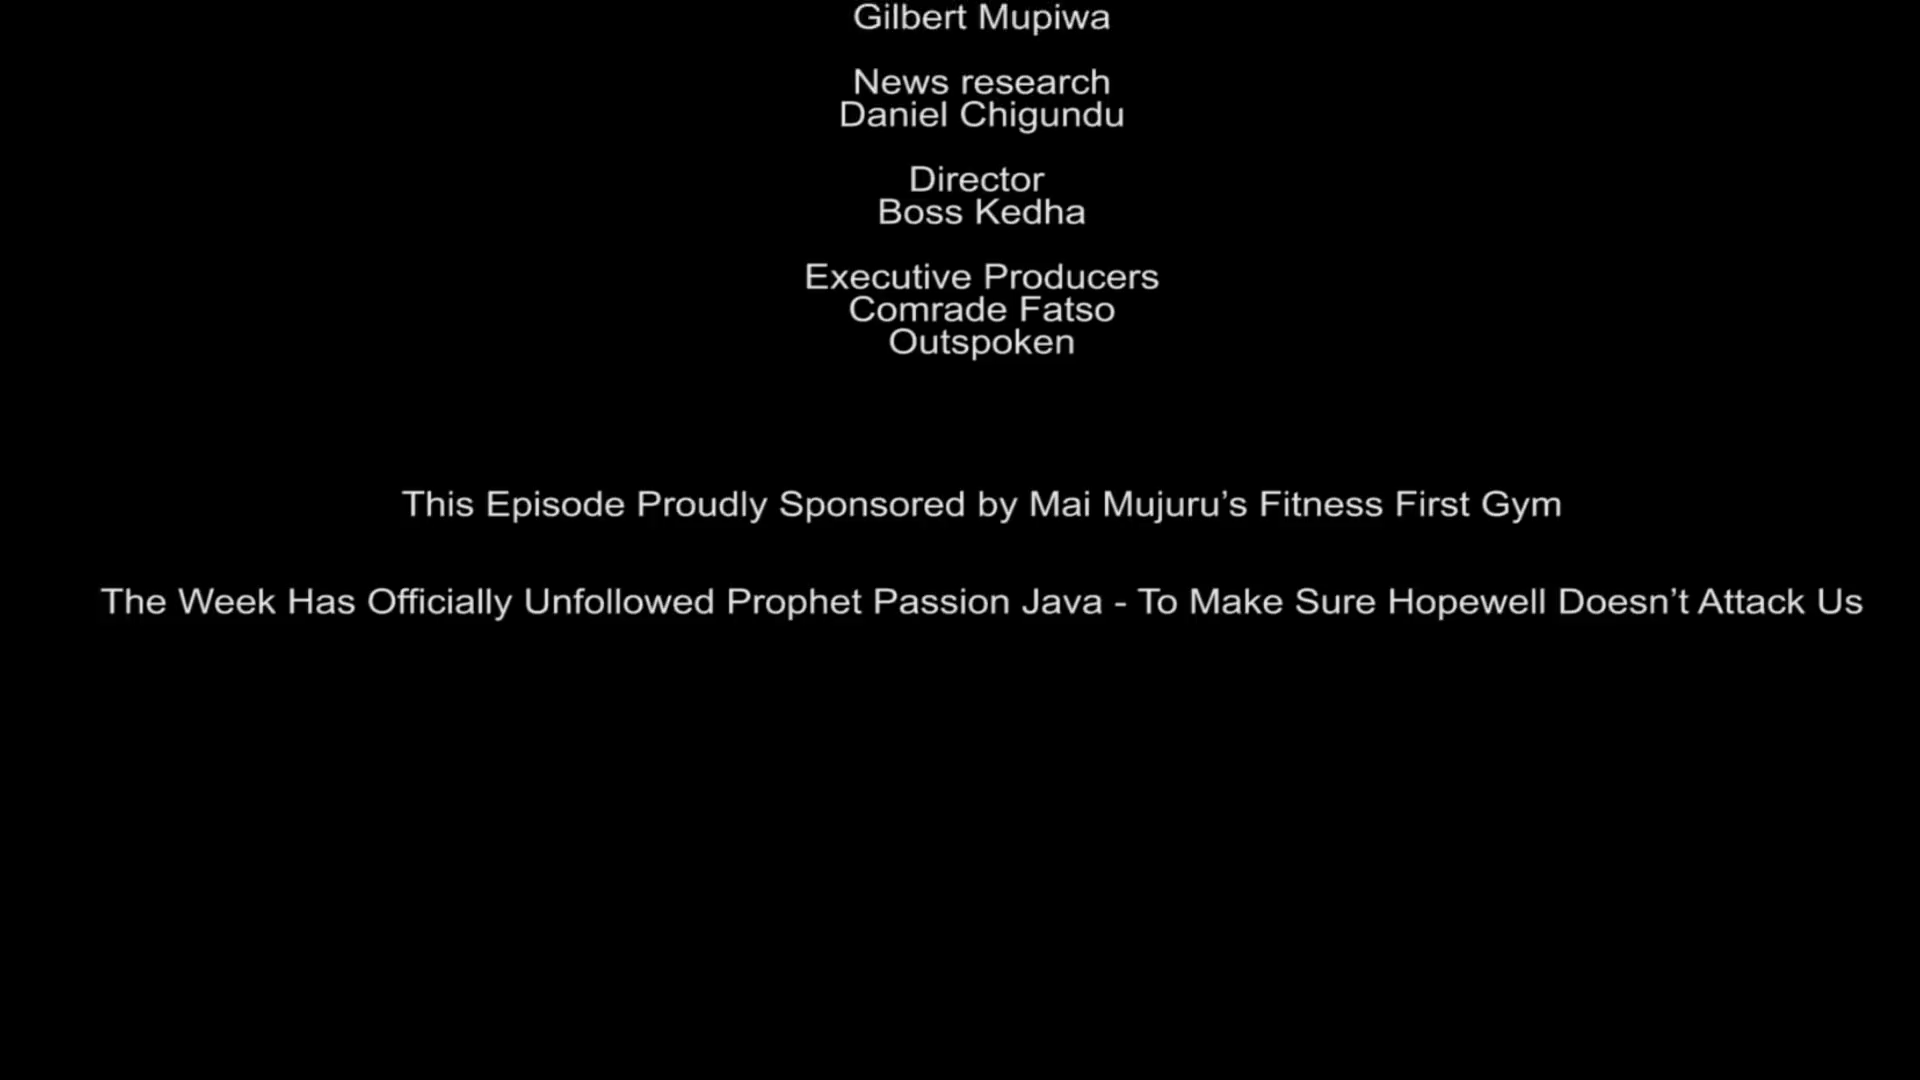 Gilbert Mupiwa
News research
Daniel Chigundu
Director
Boss Kedha
Executive Producers
Comrade Fatso
Outspoken
This Episode Proudly Sponsored by Mai Mujuru’s Fitness First Gym
The Week Has Officially Unfollowed Prophet Passion Java - To Make Sure Hopewell Doesn’t Attack Us